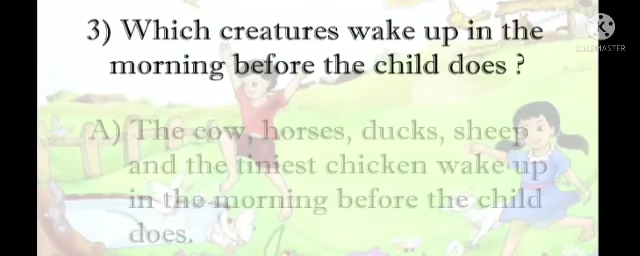 3) Which creatures wake up in the
morning before the child does ?
A) The cow, horses, ducks, sheep
and the tiniest chicken wake up
in the morning before the child
does.
KINEMASTER